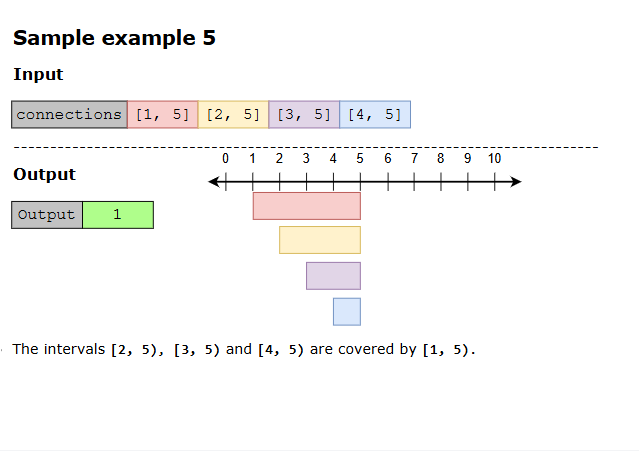 Sample example 5
Input
connections [1, 5] [2, 5] [3, 5] [4, 5]
0 1 2 3 4 5 6 7 8 9 10
Output
Output 1
The intervals [2, 5), [3, 5) and [4, 5) are covered by [1, 5).